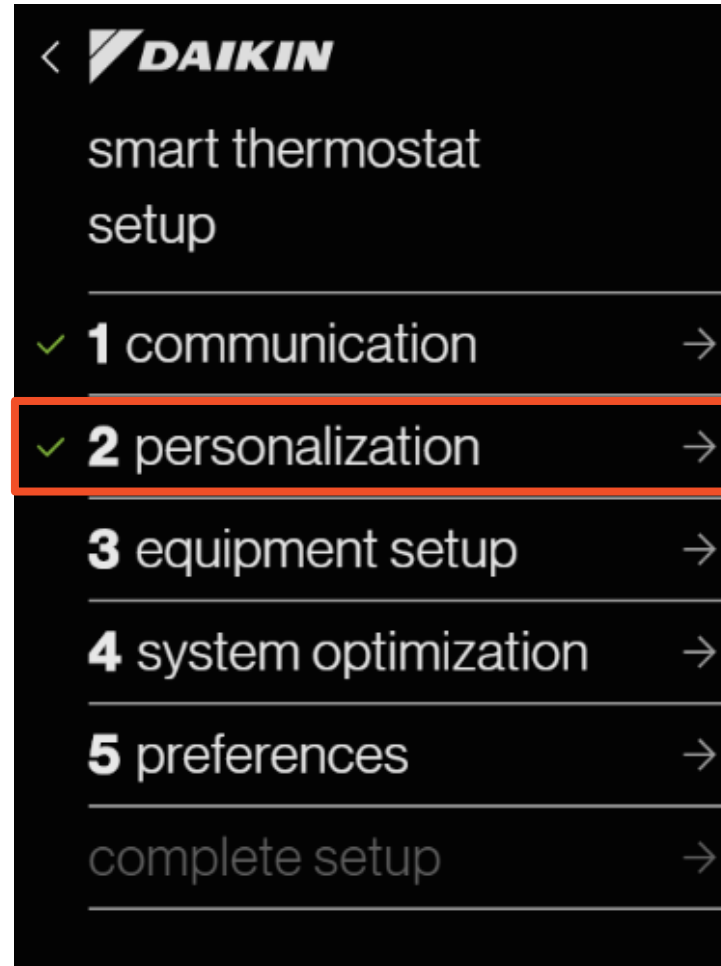 DAIKIN
smart thermostat
setup
1 communication
2 personalization
3 equipment setup
4 system optimization
5 preferences
complete setup